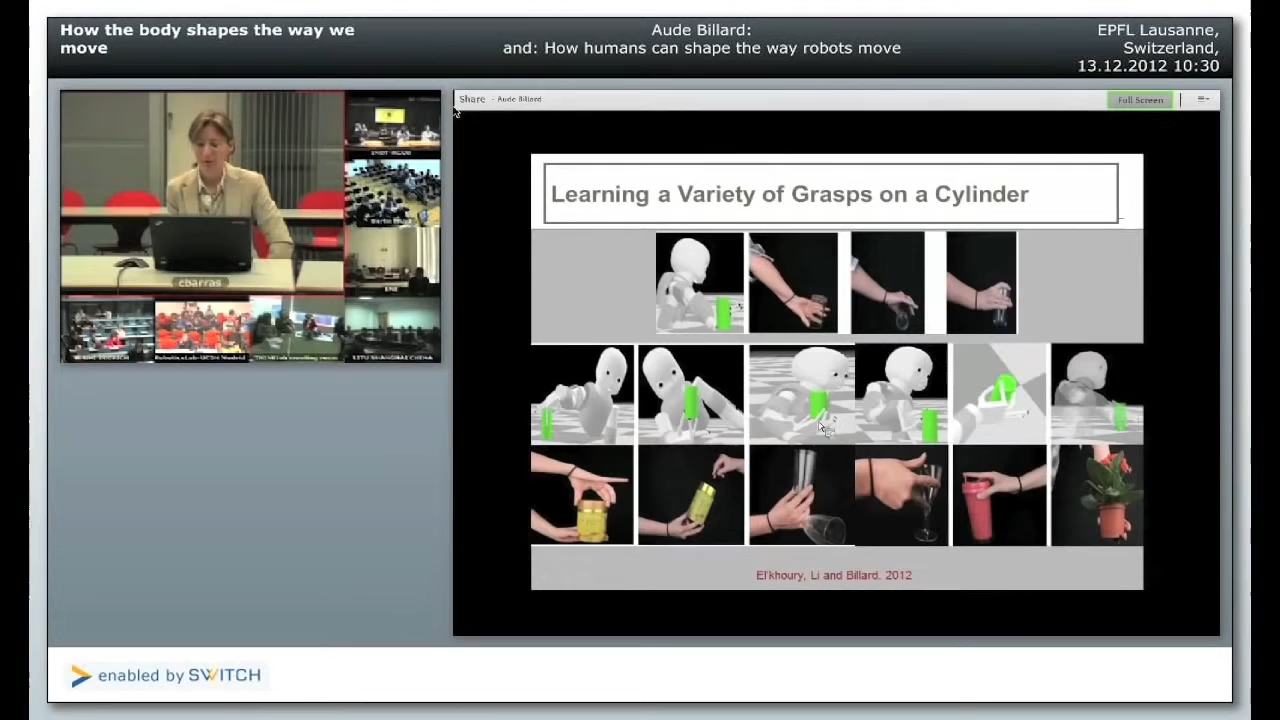 How the body shapes the way we
move
Aude Billard:
and: How humans can shape the way robots move
EPFL Lausanne,
Switzerland,
13.12.2012 10:30
Share - Aude Billard
Full Screen
Learning a Variety of Grasps on a Cylinder
cbarras
El'khoury, Li and Billard. 2012
enabled by SWITCH